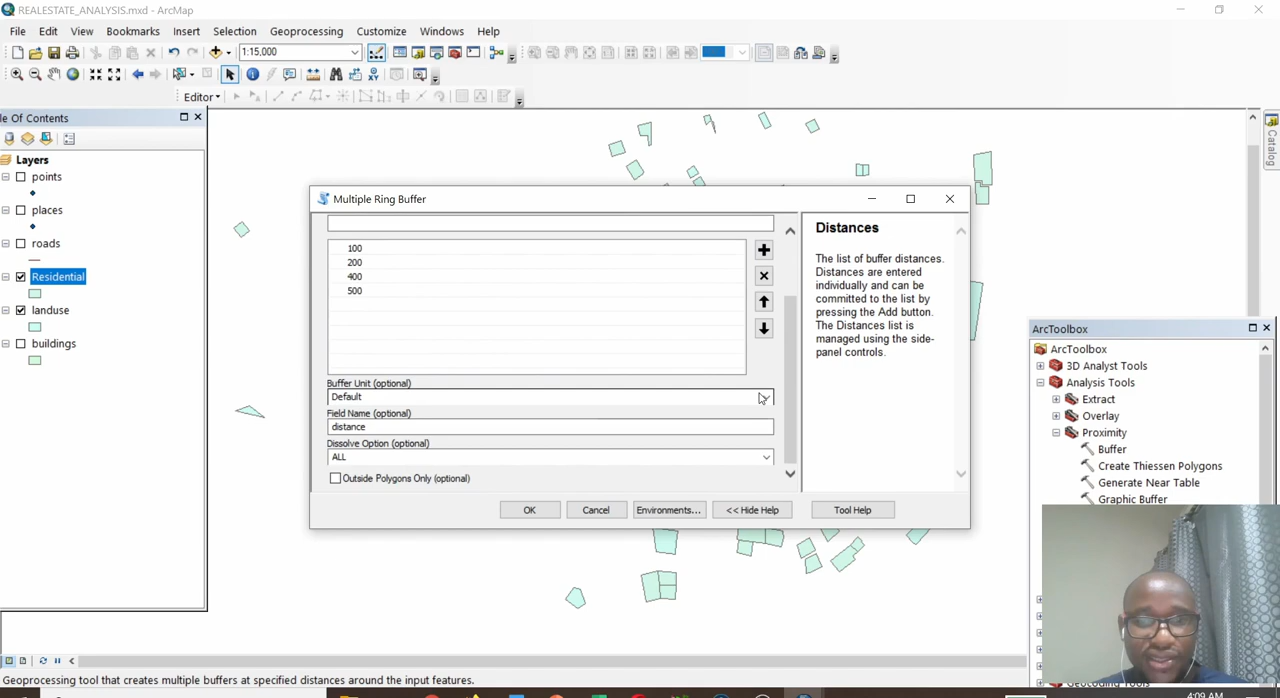 REALESTATE_ANALYSIS.mxd - ArcMap
File Edit View Bookmarks Insert Selection Geoprocessing Customize Windows Help
1:15,000
Editor
le Of Contents
Layers
points
places
roads
Residential
landuse
buildings
Multiple Ring Buffer
100
200
400
500
Buffer Unit (optional)
Default
Field Name (optional)
distance
Dissolve Option (optional)
ALL
Outside Polygons Only (optional)
OK Cancel Environments... << Hide Help Tool Help
Distances
The list of buffer distances.
Distances are entered
individually and can be
committed to the list by
pressing the Add button.
The Distances list is
managed using the side-
panel controls.
Catalog
ArcToolbox
ArcToolbox
3D Analyst Tools
Analysis Tools
Extract
Overlay
Proximity
Buffer
Create Thiessen Polygons
Generate Near Table
Graphic Buffer
Geoprocessing tool that creates multiple buffers at specified distances around the input features.
4:09 AM